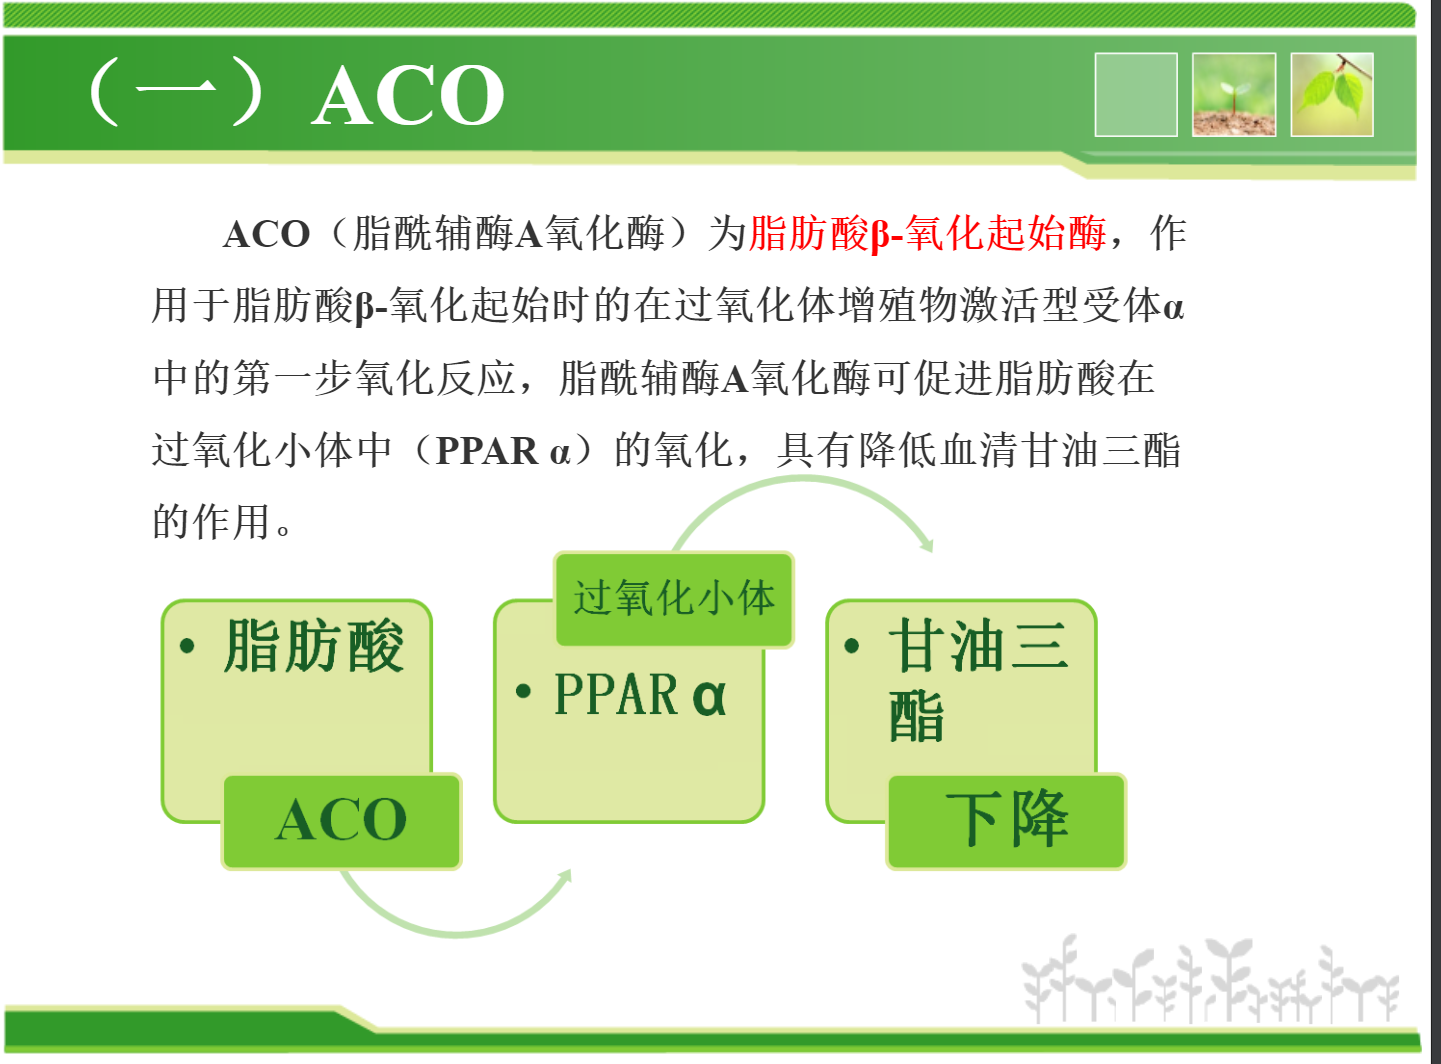 （一）ACO
ACO（脂酰辅酶A氧化酶）为脂肪酸β-氧化起始酶，作
用于脂肪酸β-氧化起始时的在过氧化体增殖物激活型受体α
中的第一步氧化反应，脂酰辅酶A氧化酶可促进脂肪酸在
过氧化小体中（PPAR α）的氧化，具有降低血清甘油三酯
的作用。
• 脂肪酸
ACO
过氧化小体
• PPAR α
• 甘油三
酯
下降